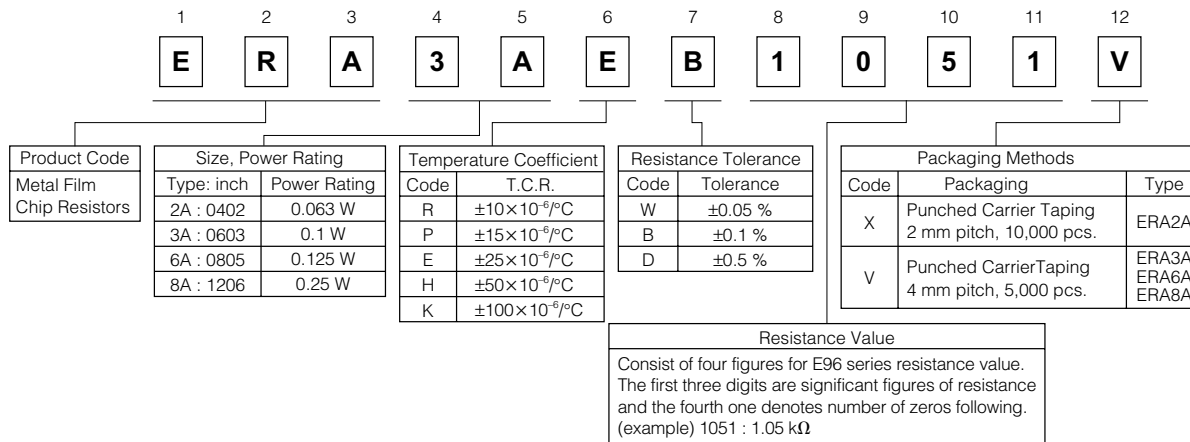 1 2 3 4 5 6 7 8 9 10 11 12
E R A 3 A E B 1 0 5 1 V
Product Code
Metal Film
Chip Resistors
Size, Power Rating
Type: inch Power Rating
2A : 0402 0.063 W
3A : 0603 0.1 W
6A : 0805 0.125 W
8A : 1206 0.25 W
Temperature Coefficient
Code T.C.R.
R ±10×10⁻⁶/°C
P ±15×10⁻⁶/°C
E ±25×10⁻⁶/°C
H ±50×10⁻⁶/°C
K ±100×10⁻⁶/°C
Resistance Tolerance
Code Tolerance
W ±0.05 %
B ±0.1 %
D ±0.5 %
Packaging Methods
Code Packaging Type
X Punched Carrier Taping
2 mm pitch, 10,000 pcs. ERA2A
V Punched CarrierTaping
4 mm pitch, 5,000 pcs. ERA3A
ERA6A
ERA8A
Resistance Value
Consist of four figures for E96 series resistance value.
The first three digits are significant figures of resistance
and the fourth one denotes number of zeros following.
(example) 1051 : 1.05 kΩ